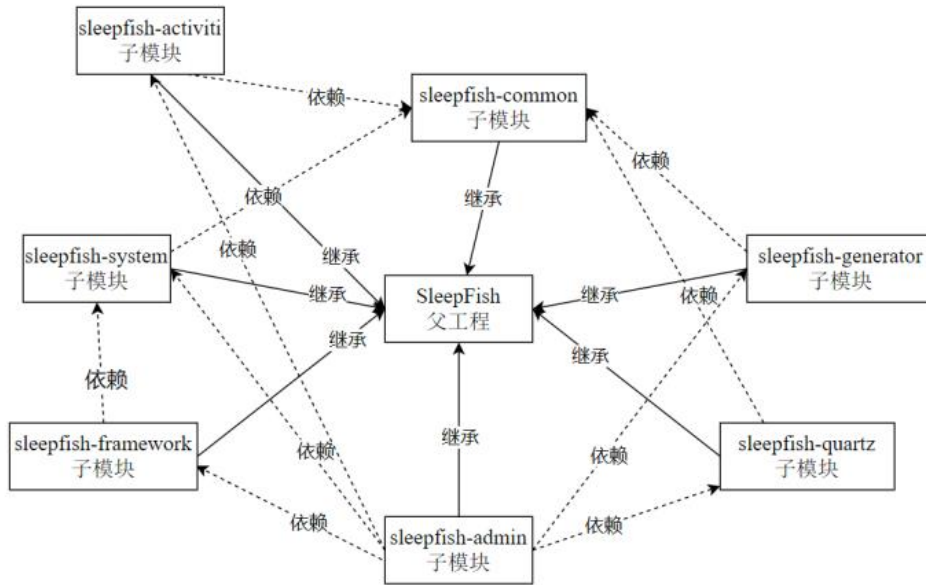 sleepfish-activiti
子模块
依赖
sleepfish-common
子模块
依赖
继承
依赖
依赖
sleepfish-system
子模块
继承
继承
SleepFish
父工程
继承
依赖
sleepfish-generator
子模块
依赖
继承
继承
sleepfish-framework
子模块
依赖
继承
依赖
sleepfish-quartz
子模块
依赖
sleepfish-admin
子模块
依赖